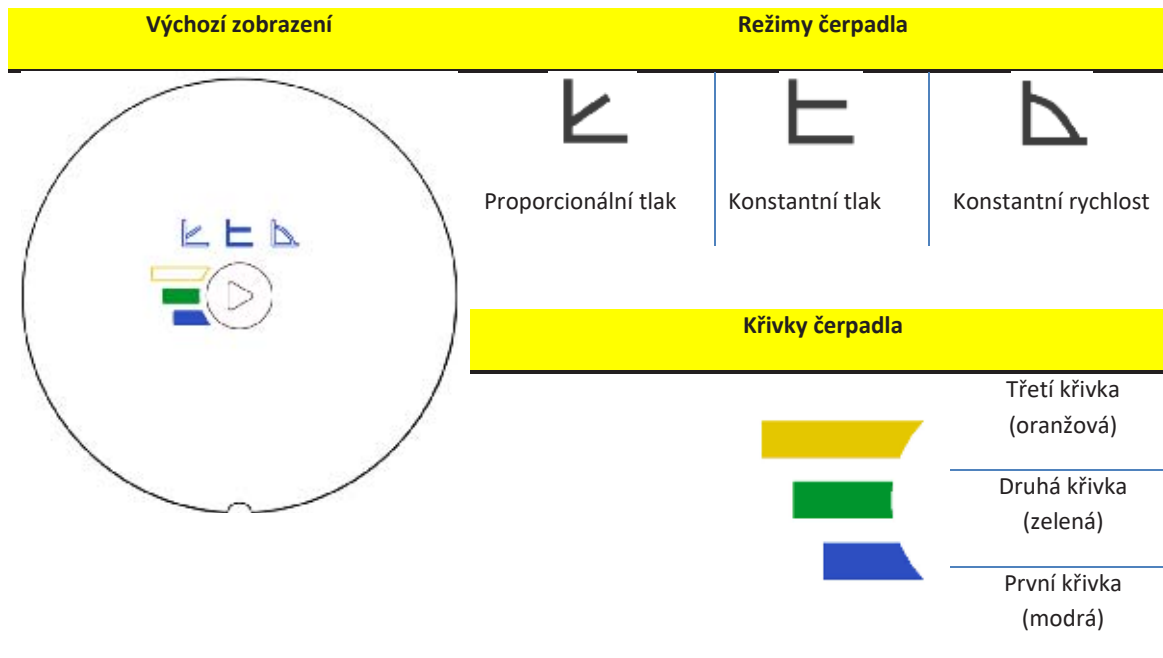 Výchozí zobrazení
Režimy čerpadla
Proporcionální tlak
Konstantní tlak
Konstantní rychlost
Křivky čerpadla
Třetí křivka
(oranžová)
Druhá křivka
(zelená)
První křivka
(modrá)